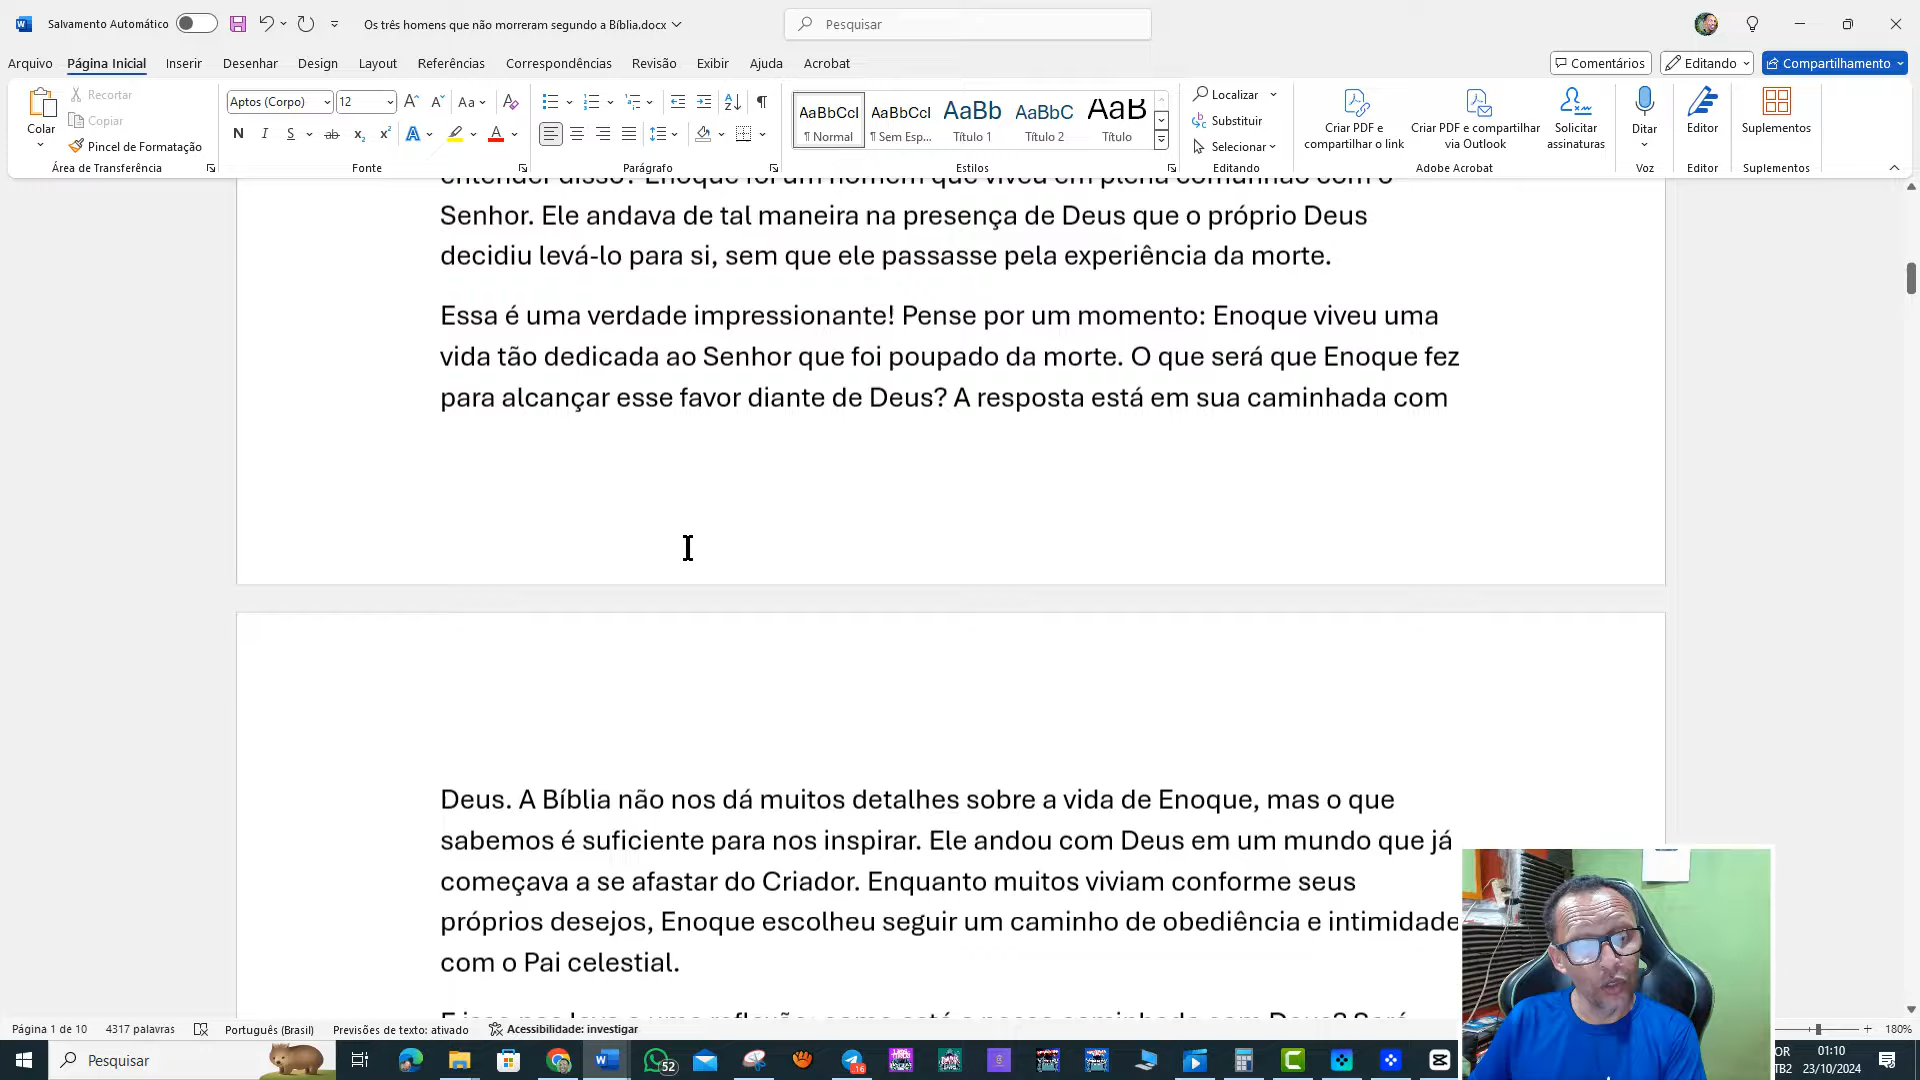 Salvamento Automático
Os três homens que não morreram segundo a Bíblia.docx
Pesquisar
Arquivo Página Inicial Inserir Desenhar Design Layout Referências Correspondências Revisão Exibir Ajuda Acrobat
Comentários Editando Compartilhamento
Colar
Recortar
Copiar
Pincel de Formatação
Área de Transferência
Aptos (Corpo) 12
Fonte
Parágrafo
AaBbCcI AaBbCcI AaBb AaBbC AaB
¶ Normal ¶ Sem Esp... Título 1 Título 2 Título
Estilos
Localizar
Substituir
Selecionar
Editando
Criar PDF e compartilhar o link
Criar PDF e compartilhar via Outlook
Solicitar assinaturas
Adobe Acrobat
Ditar
Voz
Editor
Editor
Suplementos
Suplementos
entender disso? Enoque foi um homem que viveu em plena comunhão com o
Senhor. Ele andava de tal maneira na presença de Deus que o próprio Deus
decidiu levá-lo para si, sem que ele passasse pela experiência da morte.
Essa é uma verdade impressionante! Pense por um momento: Enoque viveu uma
vida tão dedicada ao Senhor que foi poupado da morte. O que será que Enoque fez
para alcançar esse favor diante de Deus? A resposta está em sua caminhada com
Deus. A Bíblia não nos dá muitos detalhes sobre a vida de Enoque, mas o que
sabemos é suficiente para nos inspirar. Ele andou com Deus em um mundo que já
começava a se afastar do Criador. Enquanto muitos viviam conforme seus
próprios desejos, Enoque escolheu seguir um caminho de obediência e intimidade
com o Pai celestial.
E isso nos leva a uma reflexão: como está a nossa caminhada com Deus? Será
Página 1 de 10 4317 palavras Português (Brasil) Previsões de texto: ativado Acessibilidade: investigar
180%
Pesquisar
52
16
01:10
23/10/2024